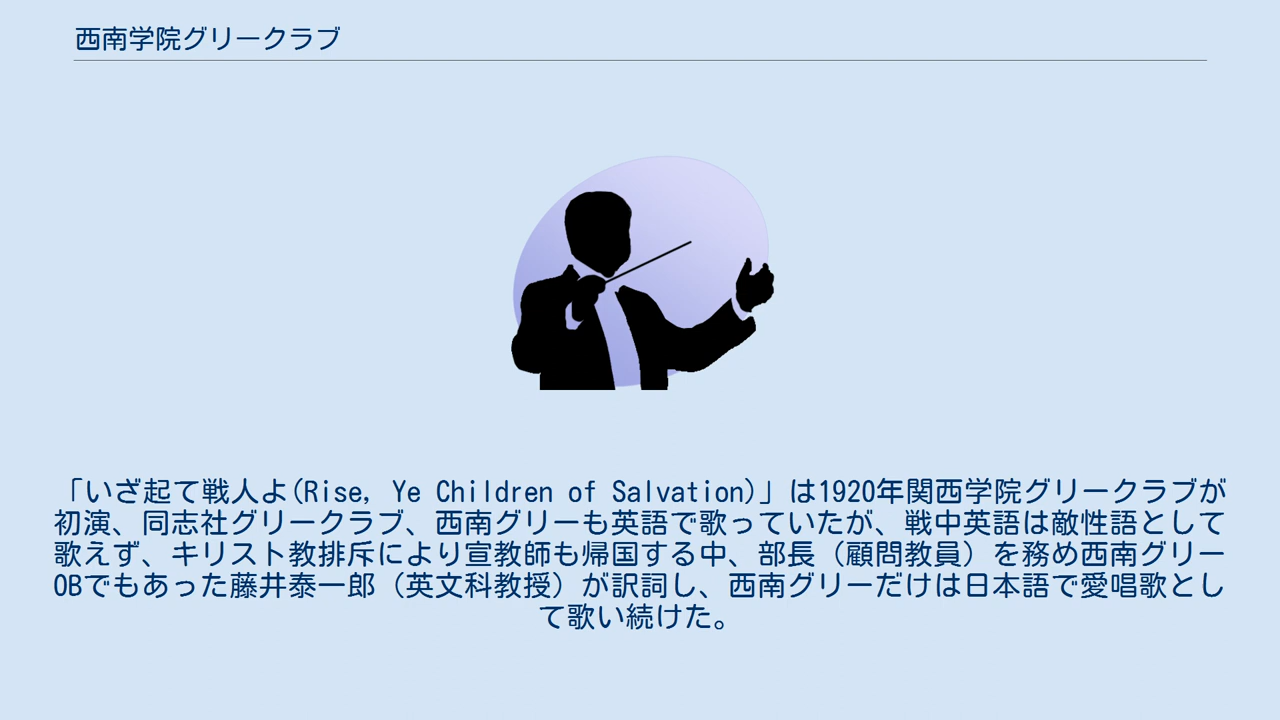 西南学院グリークラブ
「いざ起て戦人よ(Rise, Ye Children of Salvation)」は1920年関西学院グリークラブが
初演、同志社グリークラブ、西南グリーも英語で歌っていたが、戦中英語は敵性語として
歌えず、キリスト教排斥により宣教師も帰国する中、部長（顧問教員）を務め西南グリー
OBでもあった藤井泰一郎（英文科教授）が訳詞し、西南グリーだけは日本語で愛唱歌とし
て歌い続けた。